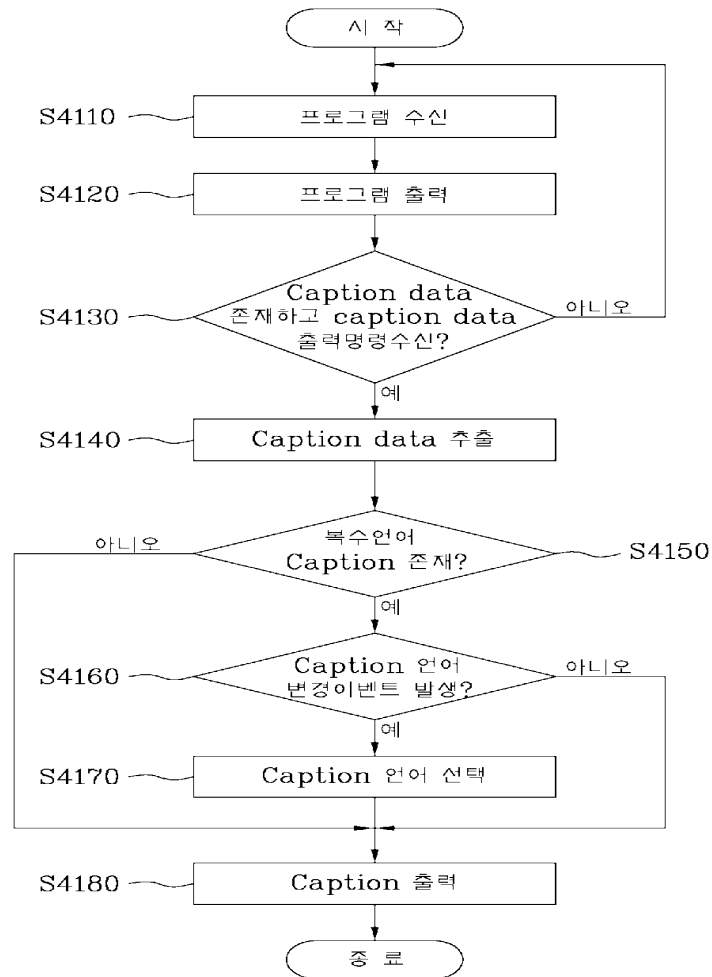 시 작
S4110
프로그램 수신
S4120
프로그램 출력
S4130
Caption data
존재하고 caption data
출력명령수신?
아니오
예
S4140
Caption data 추출
아니오
복수언어
Caption 존재?
S4150
예
S4160
Caption 언어
변경이벤트 발생?
아니오
예
S4170
Caption 언어 선택
S4180
Caption 출력
종 료